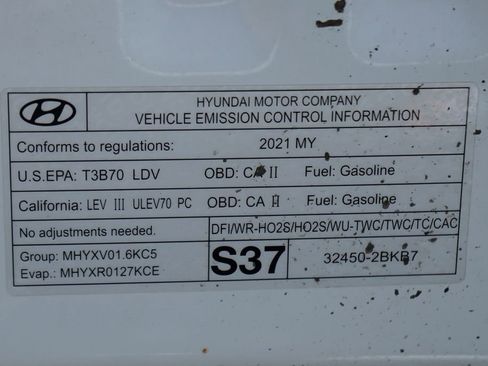 HYUNDAI MOTOR COMPANY
VEHICLE EMISSION CONTROL INFORMATION
Conforms to regulations: 2021 MY
U.S.EPA: T3B70 LDV OBD: CA II Fuel: Gasoline
California: LEV III ULEV70 PC OBD: CA II Fuel: Gasoline
No adjustments needed. DFI/WR-HO2S/HO2S/WU-TWC/TWC/TC/CAC
Group: MHYXV01.6KC5
Evap.: MHYXR0127KCE
S37
32450-2BKB7